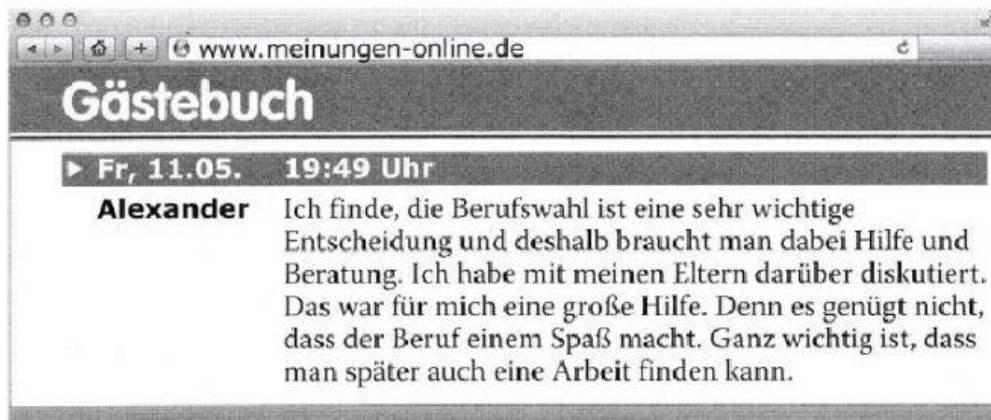 www.meinungen-online.de
Gästebuch
Fr, 11.05. 19:49 Uhr
Alexander Ich finde, die Berufswahl ist eine sehr wichtige
Entscheidung und deshalb braucht man dabei Hilfe und
Beratung. Ich habe mit meinen Eltern darüber diskutiert.
Das war für mich eine große Hilfe. Denn es genügt nicht,
dass der Beruf einem Spaß macht. Ganz wichtig ist, dass
man später auch eine Arbeit finden kann.